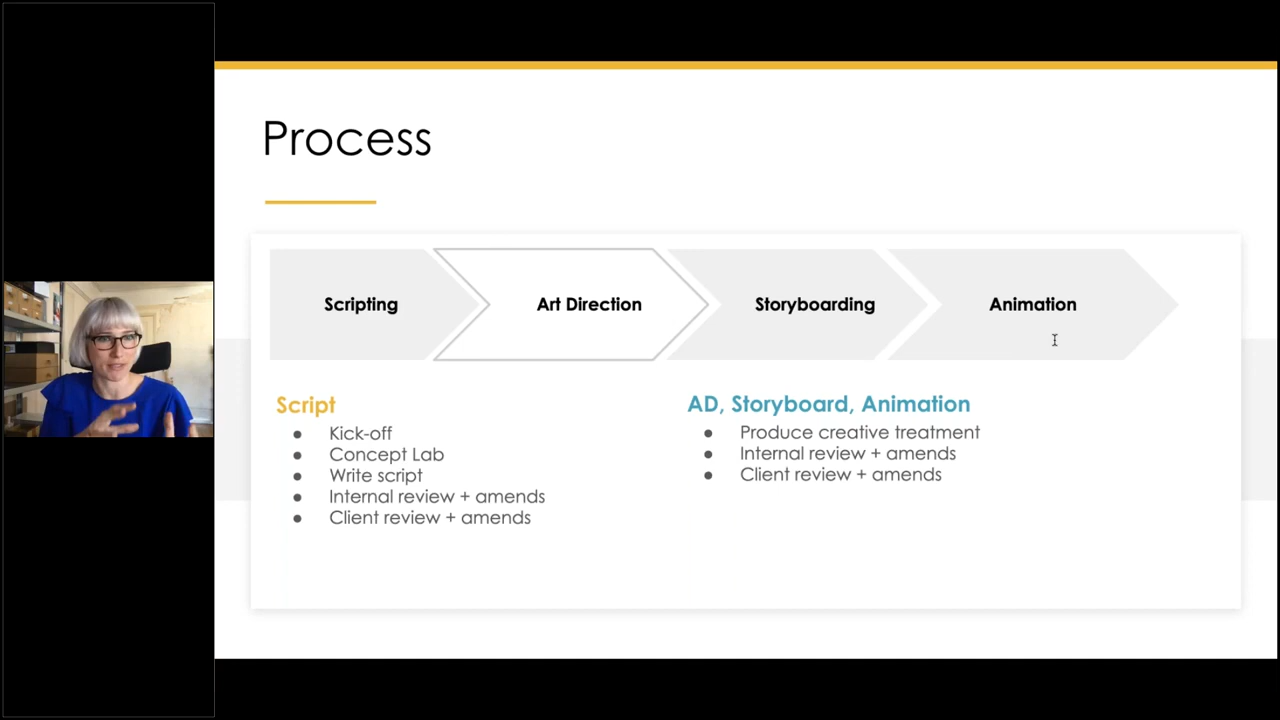 Process
Scripting
Art Direction
Storyboarding
Animation
Script
● Kick-off
● Concept Lab
● Write script
● Internal review + amends
● Client review + amends
AD, Storyboard, Animation
● Produce creative treatment
● Internal review + amends
● Client review + amends